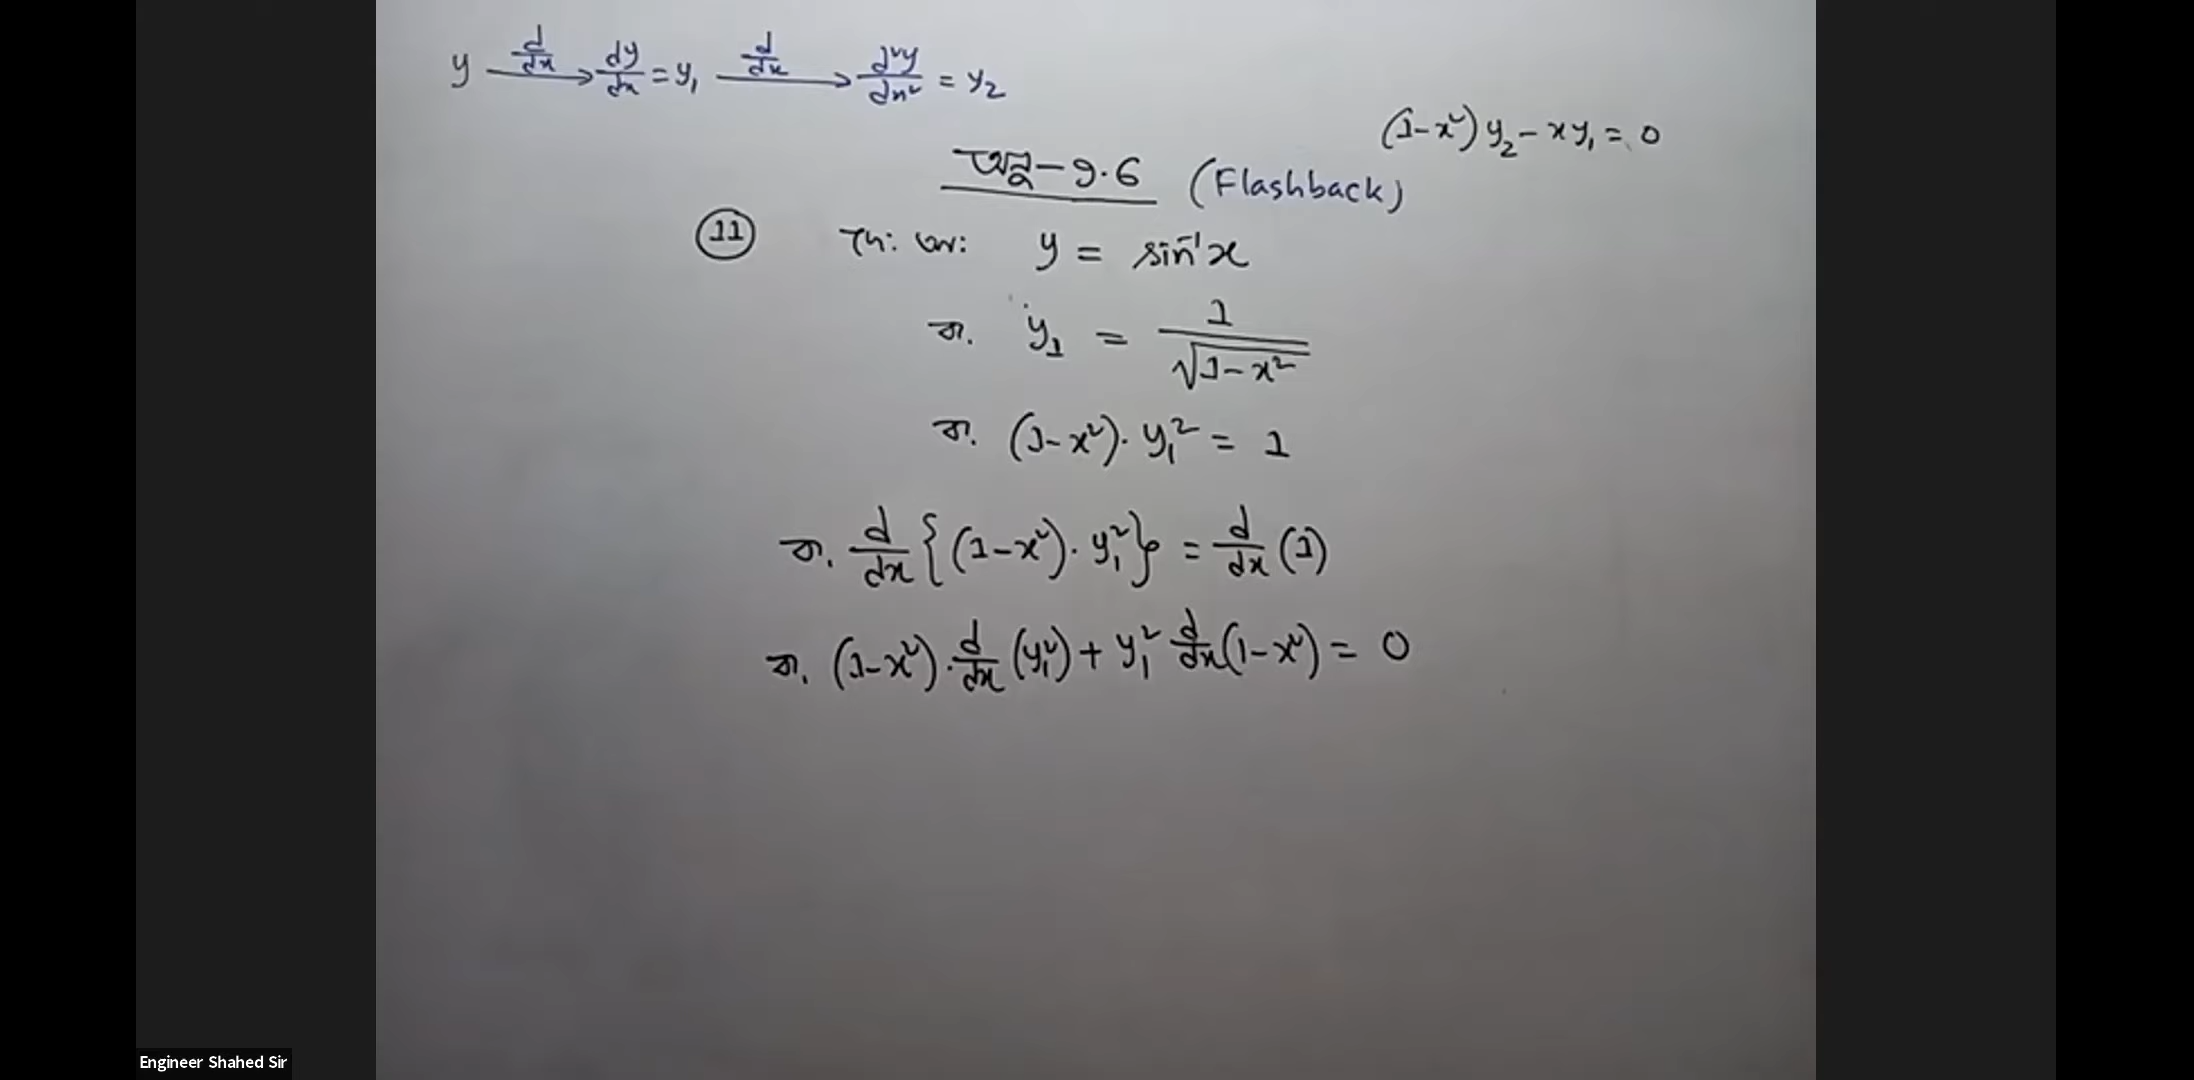 y —d/dx→ dy/dx = y₁ —d/dx→ d²y/dx² = y₂
(1-x²) y₂ - xy₁ = 0
অনু-9.6 (Flashback)
11 y = sin⁻¹x
বা, y₁ = 1/√(1-x²)
বা, (1-x²)· y₁² = 1
বা, d/dx {(1-x²)· y₁²} = d/dx (1)
বা, (1-x²)· d/dx (y₁²) + y₁² d/dx (1-x²) = 0
Engineer Shahed Sir